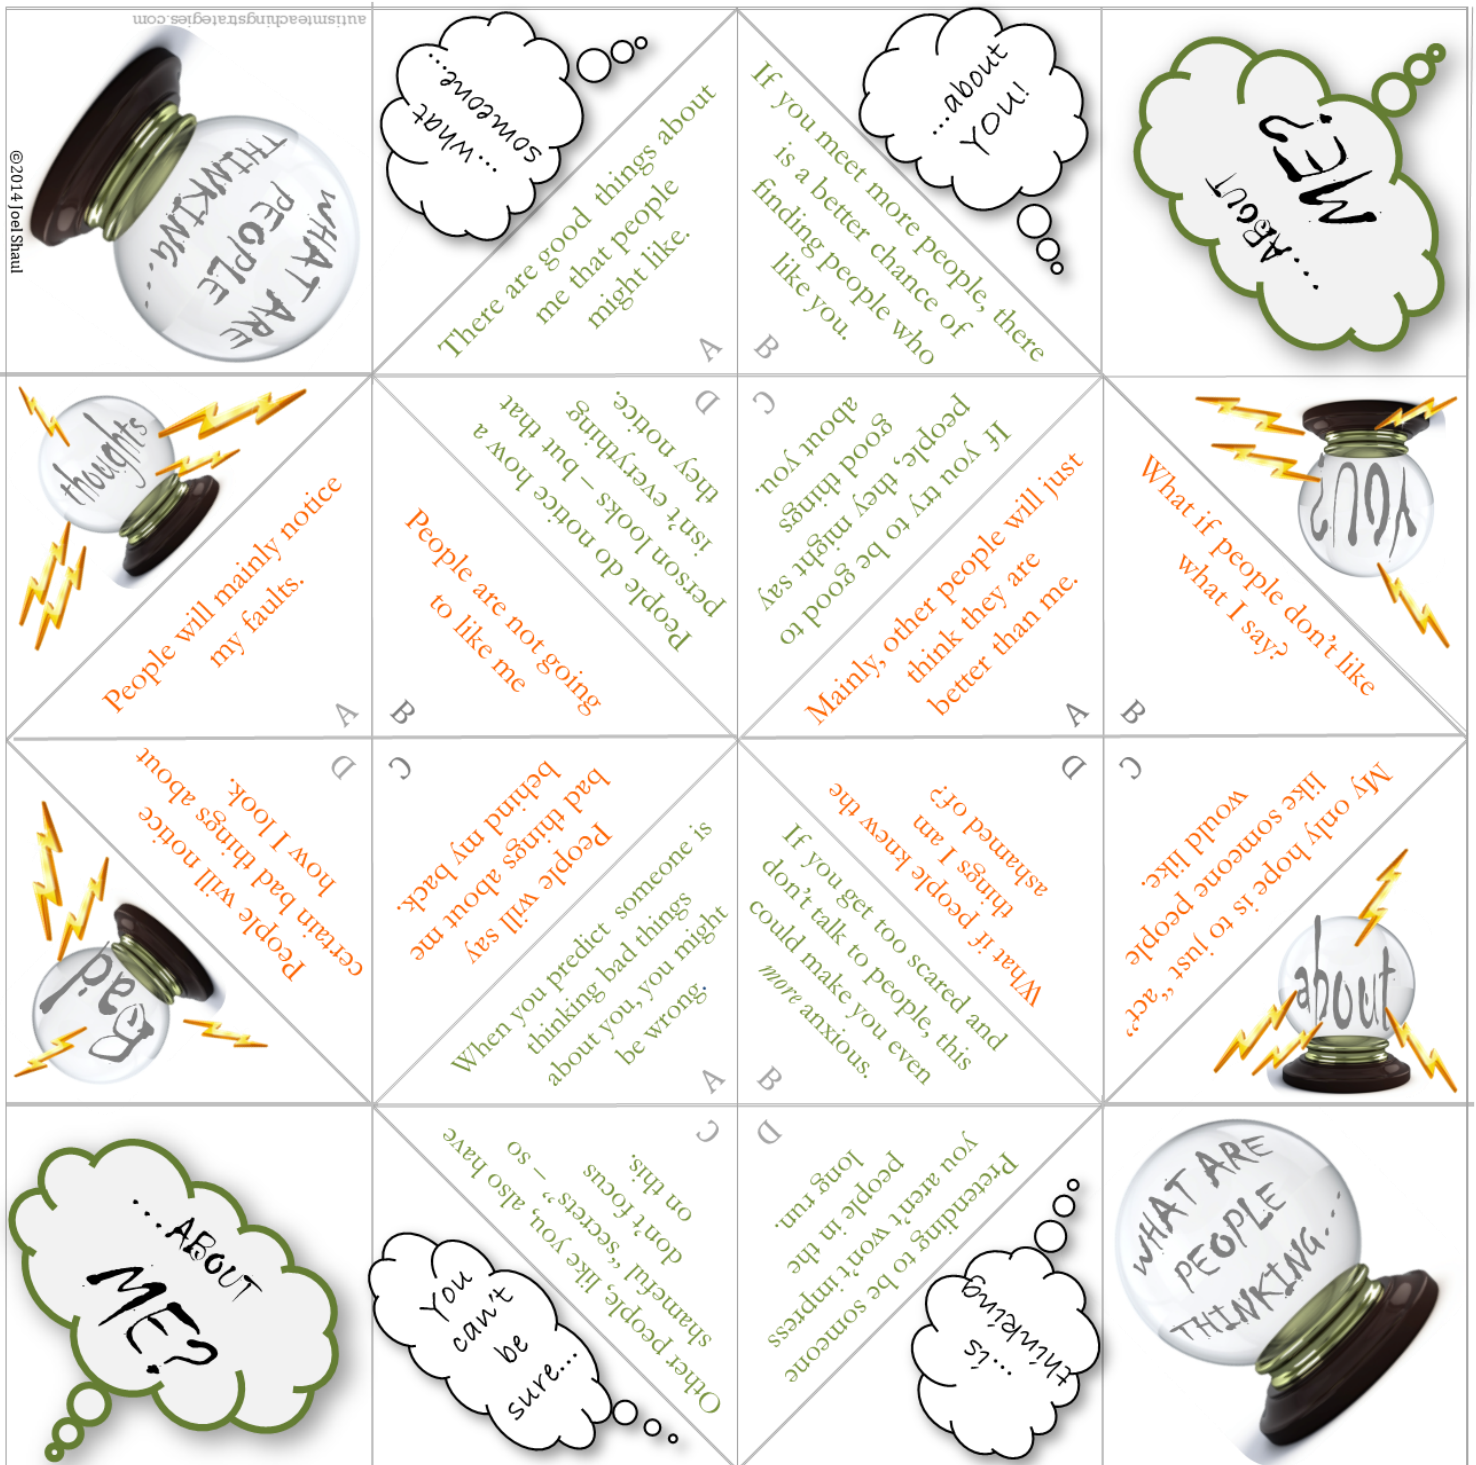 autismteachingstrategies.com
©2014 Joel Shaul
WHAT ARE
PEOPLE
THINKING...
...what
someone...
There are good things about
me that people
might like.
A
If you meet more people, there
is a better chance of
finding people who
like you.
B
...about
YOU!
...ABOUT
ME?
thoughts
People will mainly notice
my faults.
A
People are not going
to like me
B
People do notice how a
person looks – but that
isn't everything
they notice.
D
If you try to be good to
people, they might say
good things
about you.
C
Mainly, other people will just
think they are
better than me.
A
What if people don't like
what I say?
B
YOU?
Bad
People will notice
certain bad things about
how I look.
D
People will say
bad things about me
behind my back.
C
When you predict someone is
thinking bad things
about you, you might
be wrong.
A
If you get too scared and
don't talk to people, this
could make you even
more anxious.
B
What if people knew the
things I am
ashamed of?
D
My only hope is to just “act”
like someone people
would like.
C
about
...ABOUT
ME?
You
can't
be
sure...
Other people, like you, also have
shameful “secrets” – so
don't focus
on this.
C
Pretending to be someone
you aren't won't impress
people in the
long run.
D
...is
thinking
WHAT ARE
PEOPLE
THINKING...